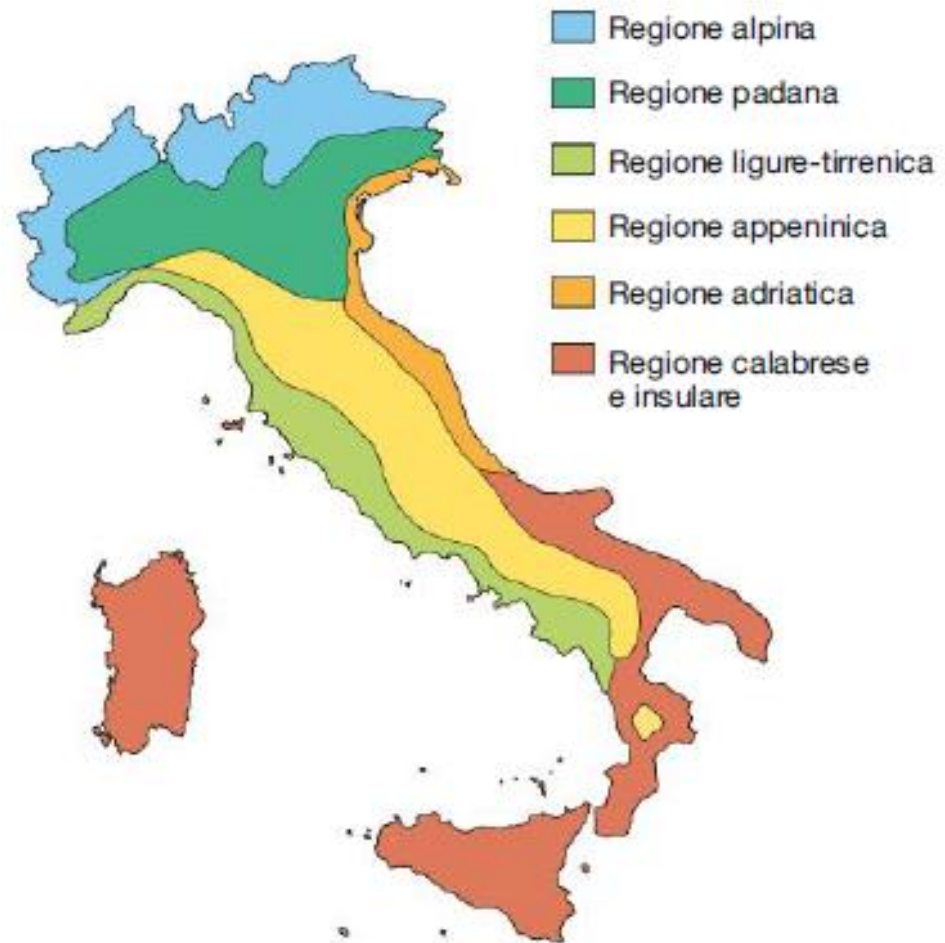 Regione alpina
Regione padana
Regione ligure-tirrenica
Regione appeninica
Regione adriatica
Regione calabrese
e insulare